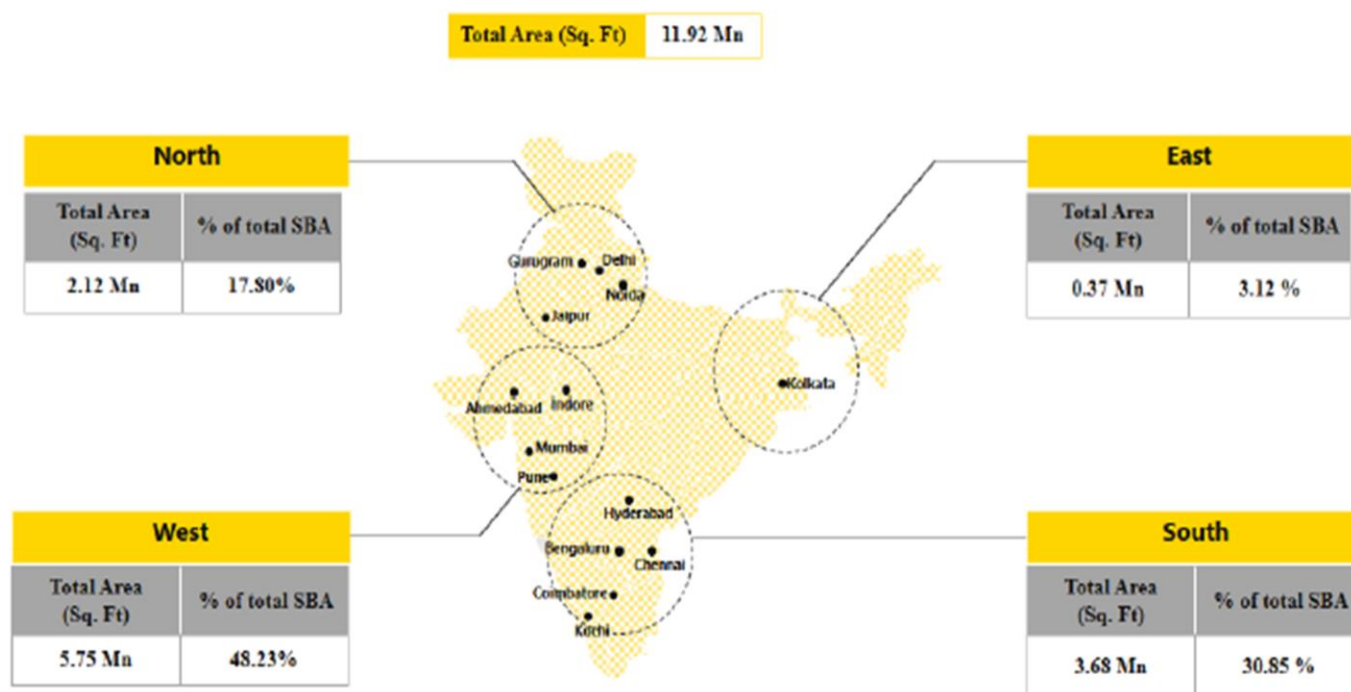 Total Area (Sq. Ft) 11.92 Mn
North
Total Area
(Sq. Ft)
% of total SBA
2.12 Mn 17.80%
East
Total Area
(Sq. Ft)
% of total SBA
0.37 Mn 3.12 %
Gurugram
Delhi
Noida
Jaipur
Kolkata
Ahmedabad
Indore
Mumbai
Pune
Hyderabad
Bengaluru
Chennai
Coimbatore
Kochi
West
Total Area
(Sq. Ft)
% of total SBA
5.75 Mn 48.23%
South
Total Area
(Sq. Ft)
% of total SBA
3.68 Mn 30.85 %